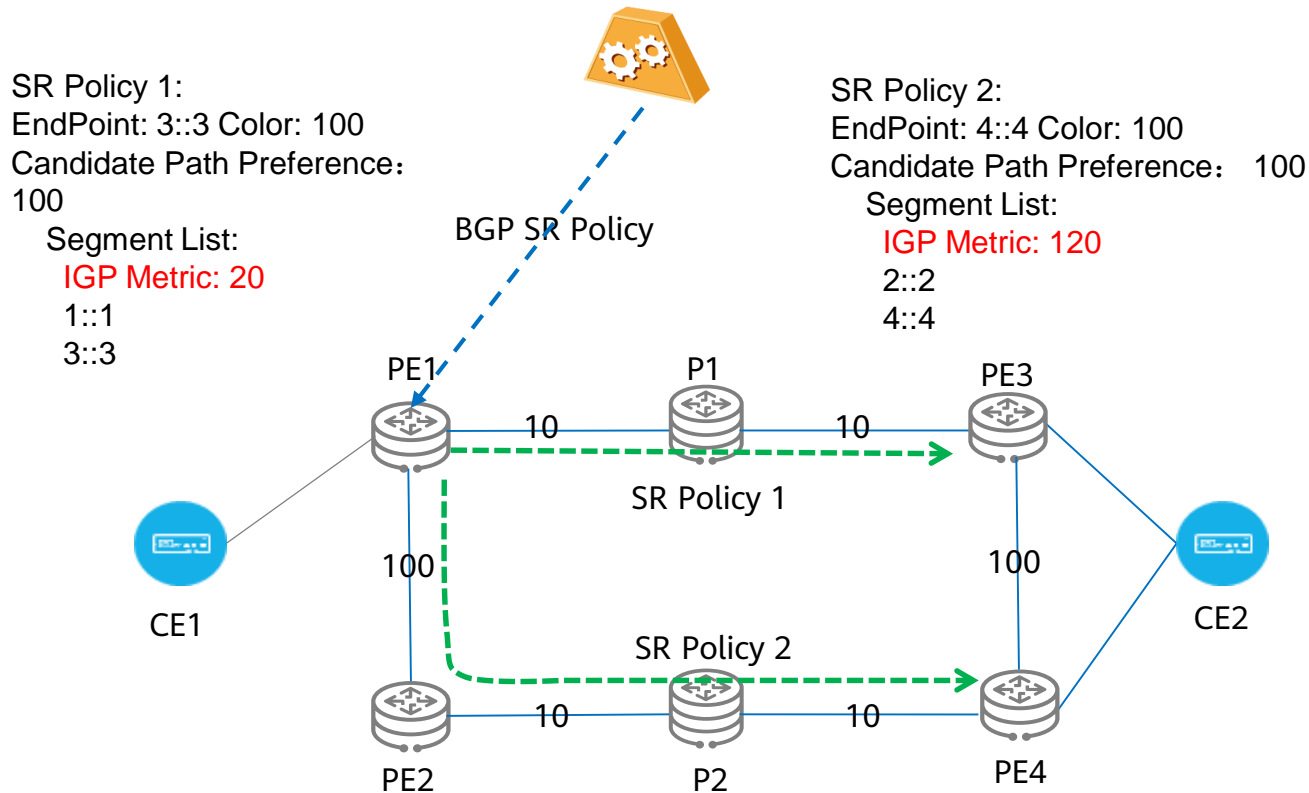 SR Policy 1:
EndPoint: 3::3 Color: 100
Candidate Path Preference：
100
Segment List:
IGP Metric: 20
1::1
3::3
SR Policy 2:
EndPoint: 4::4 Color: 100
Candidate Path Preference： 100
Segment List:
IGP Metric: 120
2::2
4::4
BGP SR Policy
PE1
P1
PE3
10
10
SR Policy 1
100
100
CE1
CE2
SR Policy 2
10
10
PE2
P2
PE4